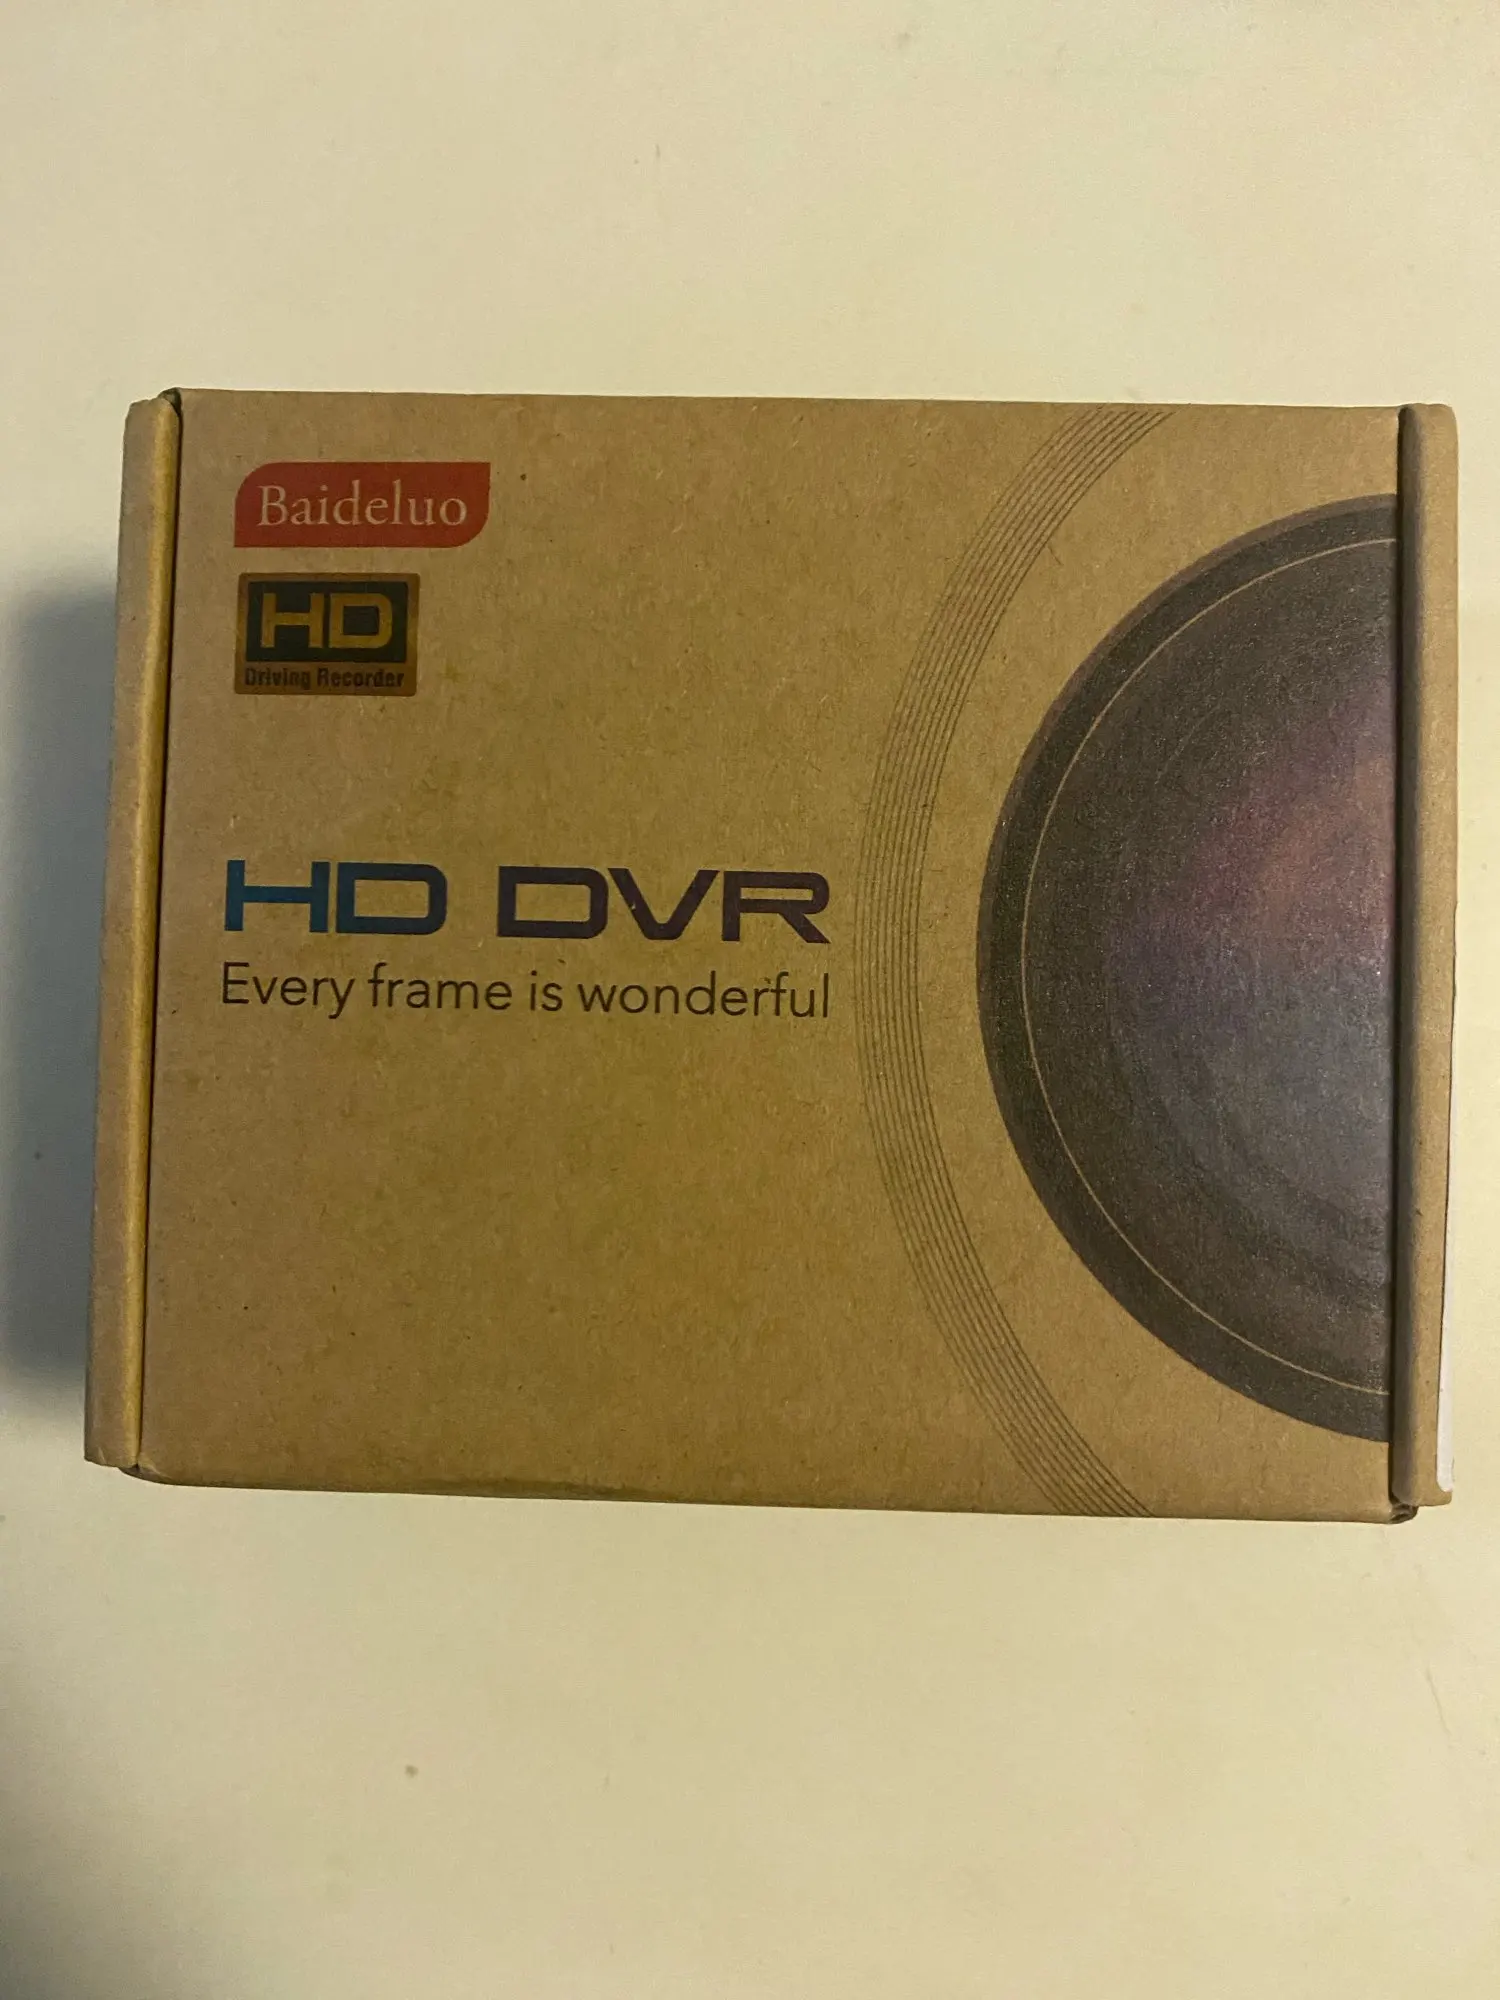 Baideluo
HD
Driving Recorder
HD DVR
Every frame is wonderful